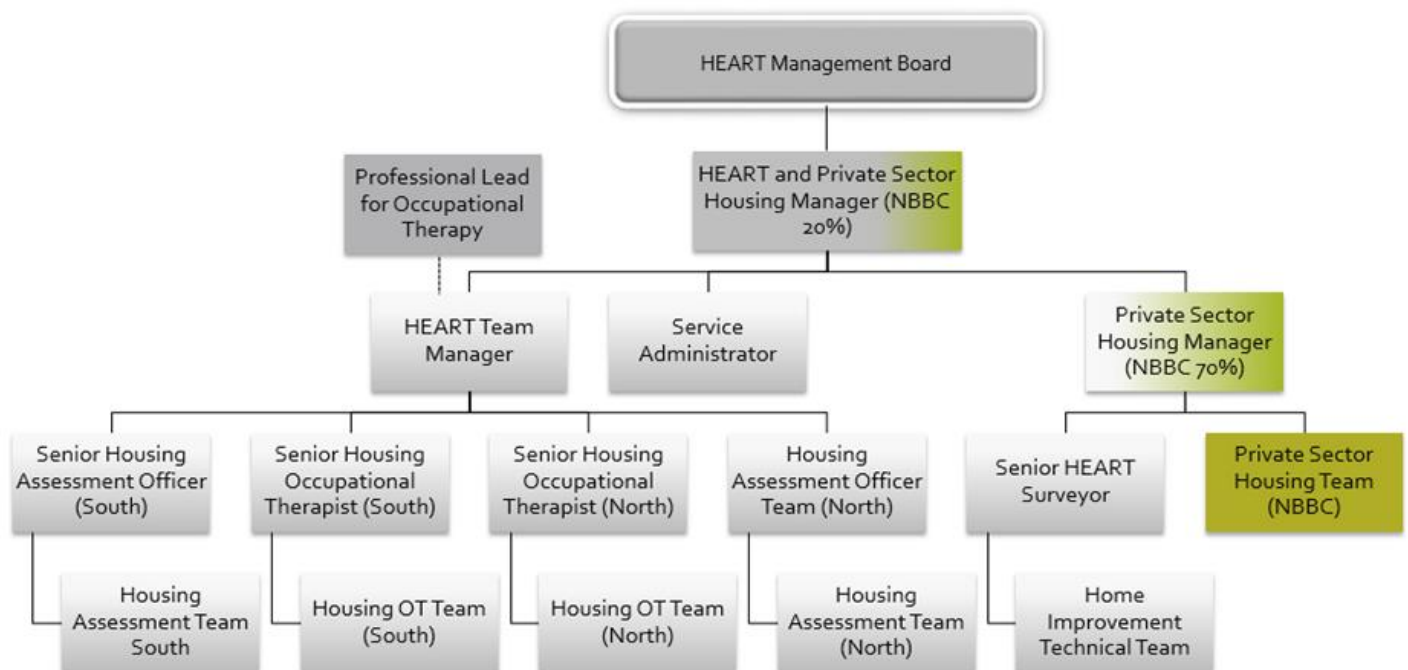 HEART Management Board
Professional Lead
for Occupational
Therapy
HEART and Private Sector
Housing Manager (NBBC
20%)
HEART Team
Manager
Service
Administrator
Private Sector
Housing Manager
(NBBC 70%)
Senior Housing
Assessment Officer
(South)
Senior Housing
Occupational
Therapist (South)
Senior Housing
Occupational
Therapist (North)
Housing
Assessment Officer
Team (North)
Senior HEART
Surveyor
Private Sector
Housing Team
(NBBC)
Housing
Assessment Team
South
Housing OT Team
(South)
Housing OT Team
(North)
Housing
Assessment Team
(North)
Home
Improvement
Technical Team